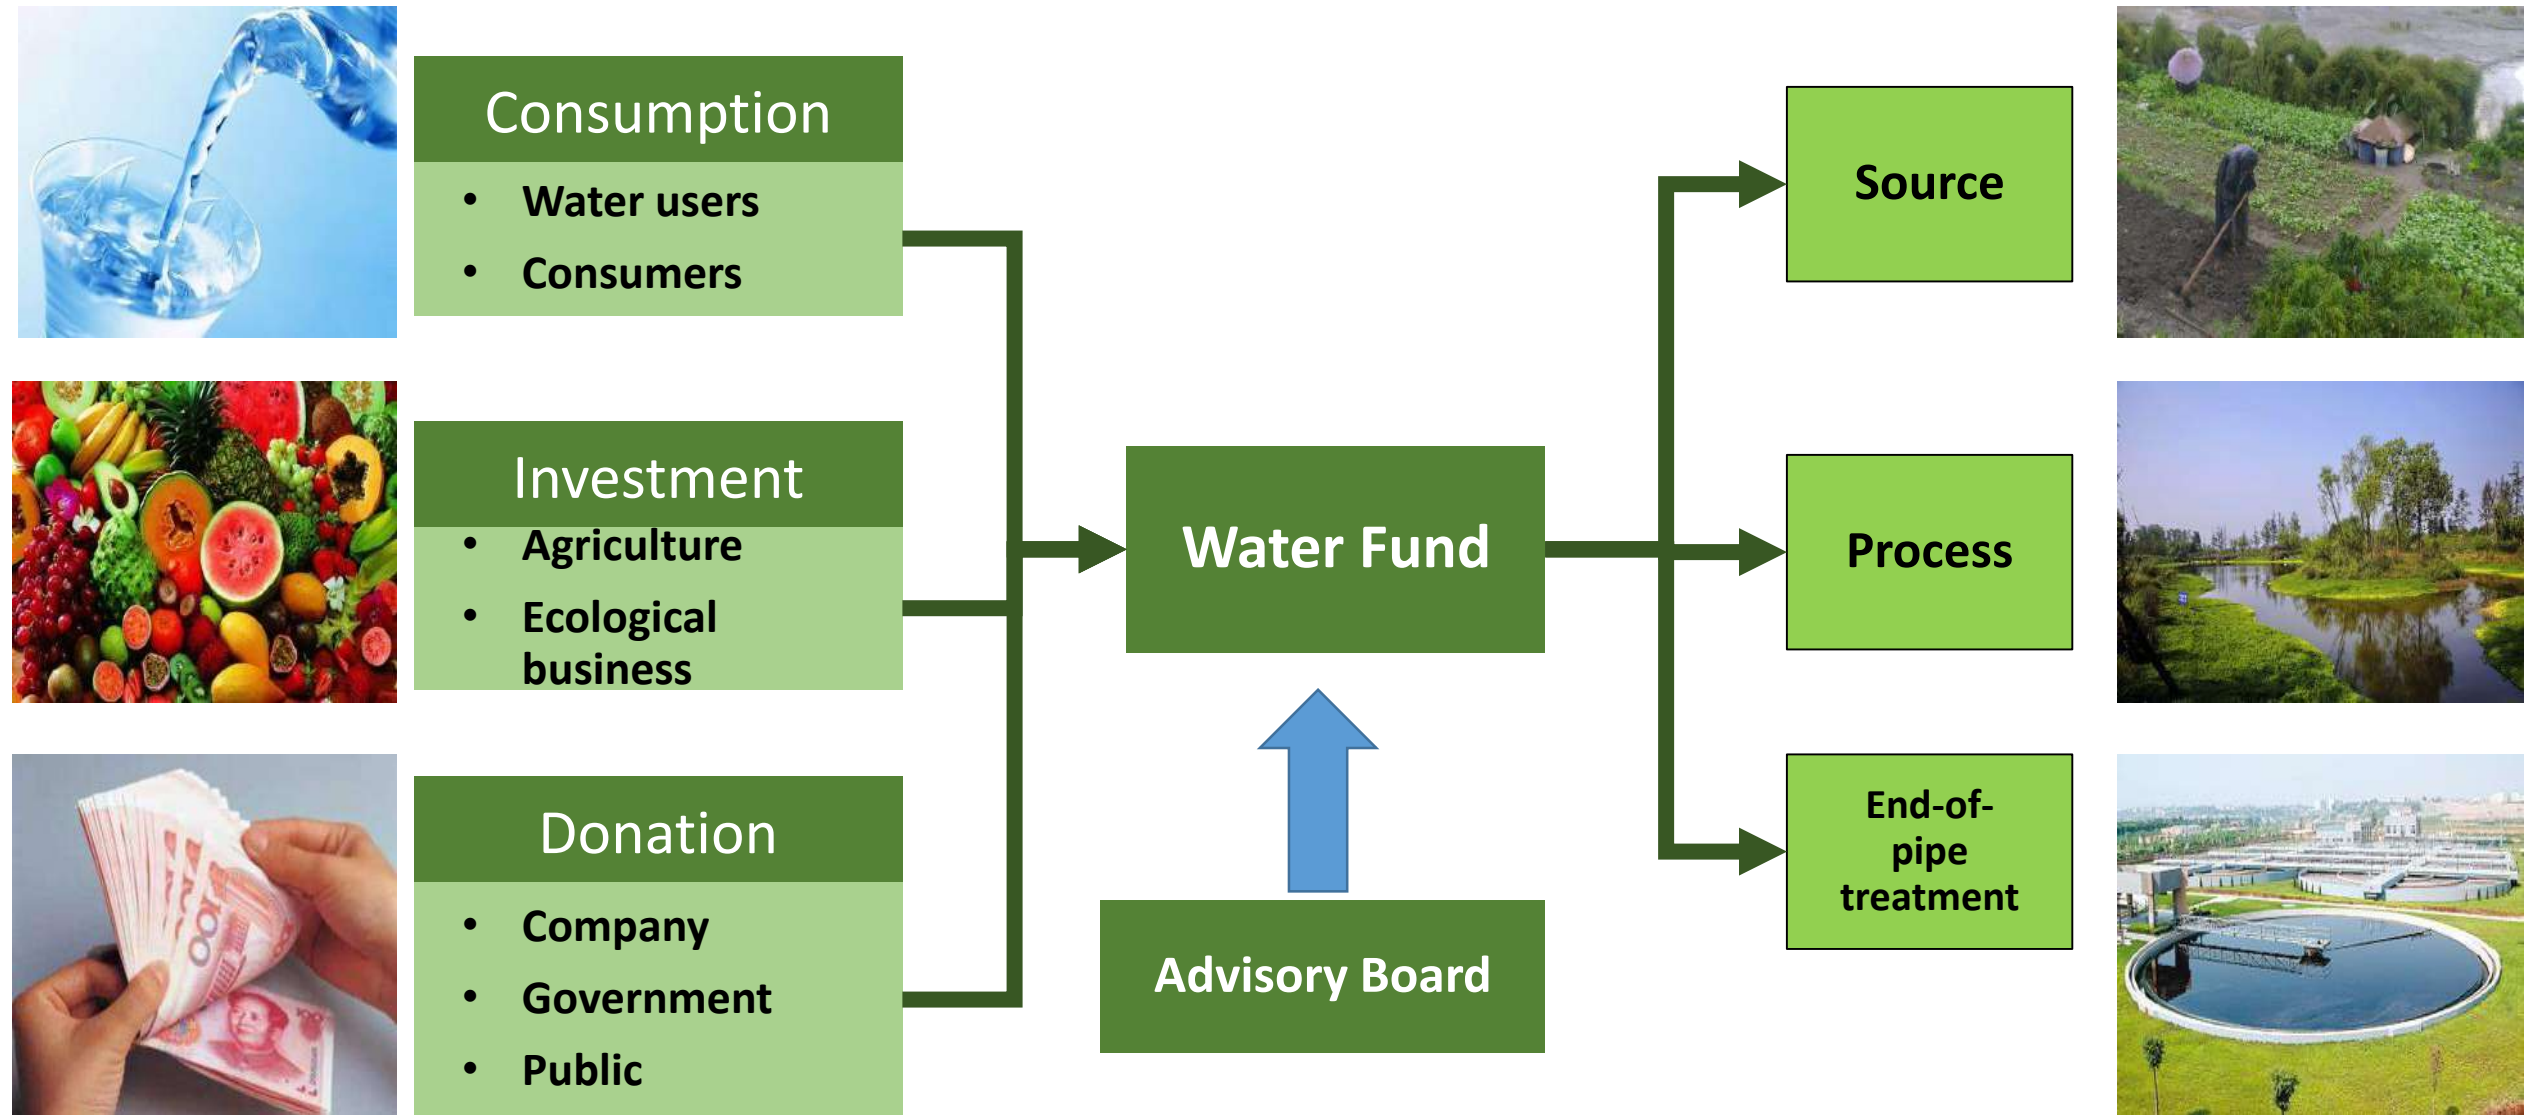 Consumption
• Water users
• Consumers
Investment
• Agriculture
• Ecological
business
Donation
• Company
• Government
• Public
Water Fund
Advisory Board
Source
Process
End-of-
pipe
treatment
100